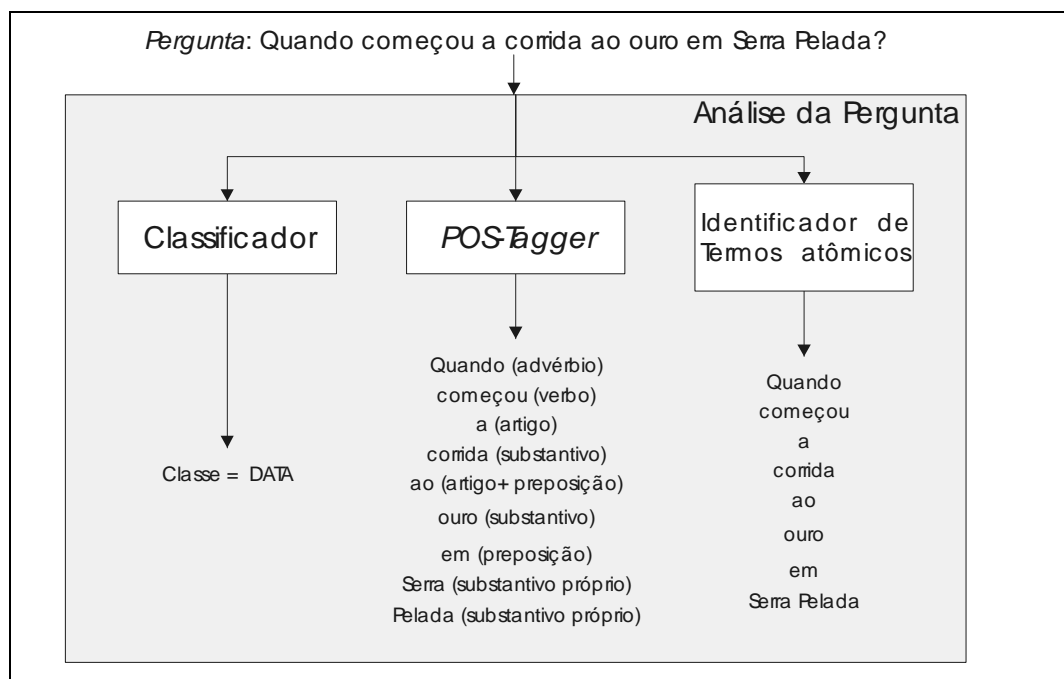 Pergunta: Quando começou a corrida ao ouro em Serra Pelada?
Análise da Pergunta
Classificador
POS-Tagger
Identificador de
Termos atômicos
Classe = DATA
Quando (advérbio)
começou (verbo)
a (artigo)
corrida (substantivo)
ao (artigo+ preposição)
ouro (substantivo)
em (preposição)
Serra (substantivo próprio)
Pelada (substantivo próprio)
Quando
começou
a
corrida
ao
ouro
em
Serra Pelada